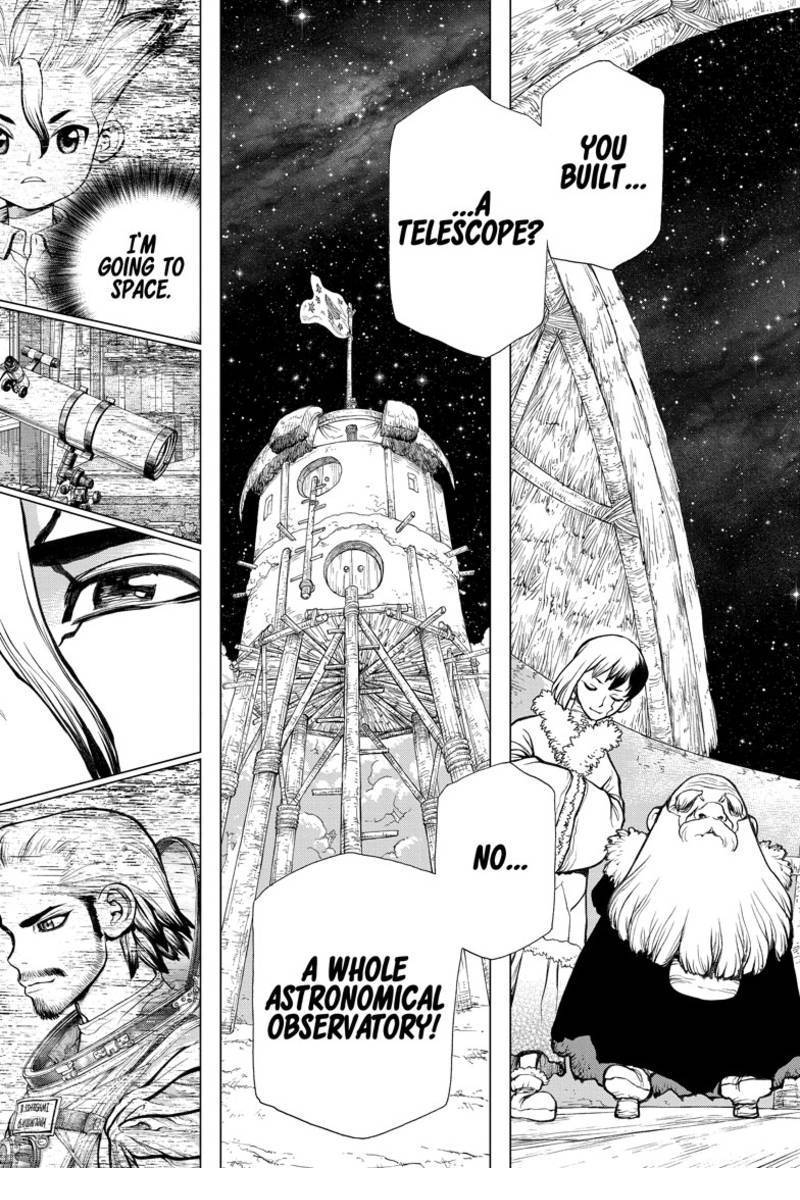 YOU
BUILT...
...A
TELESCOPE?
NO...
A WHOLE
ASTRONOMICAL
OBSERVATORY!
I'M
GOING TO
SPACE.